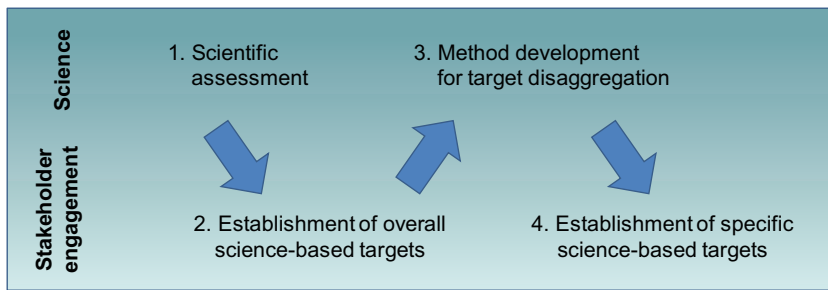 Science
1. Scientific
assessment
3. Method development
for target disaggregation
Stakeholder
engagement
2. Establishment of overall
science-based targets
4. Establishment of specific
science-based targets